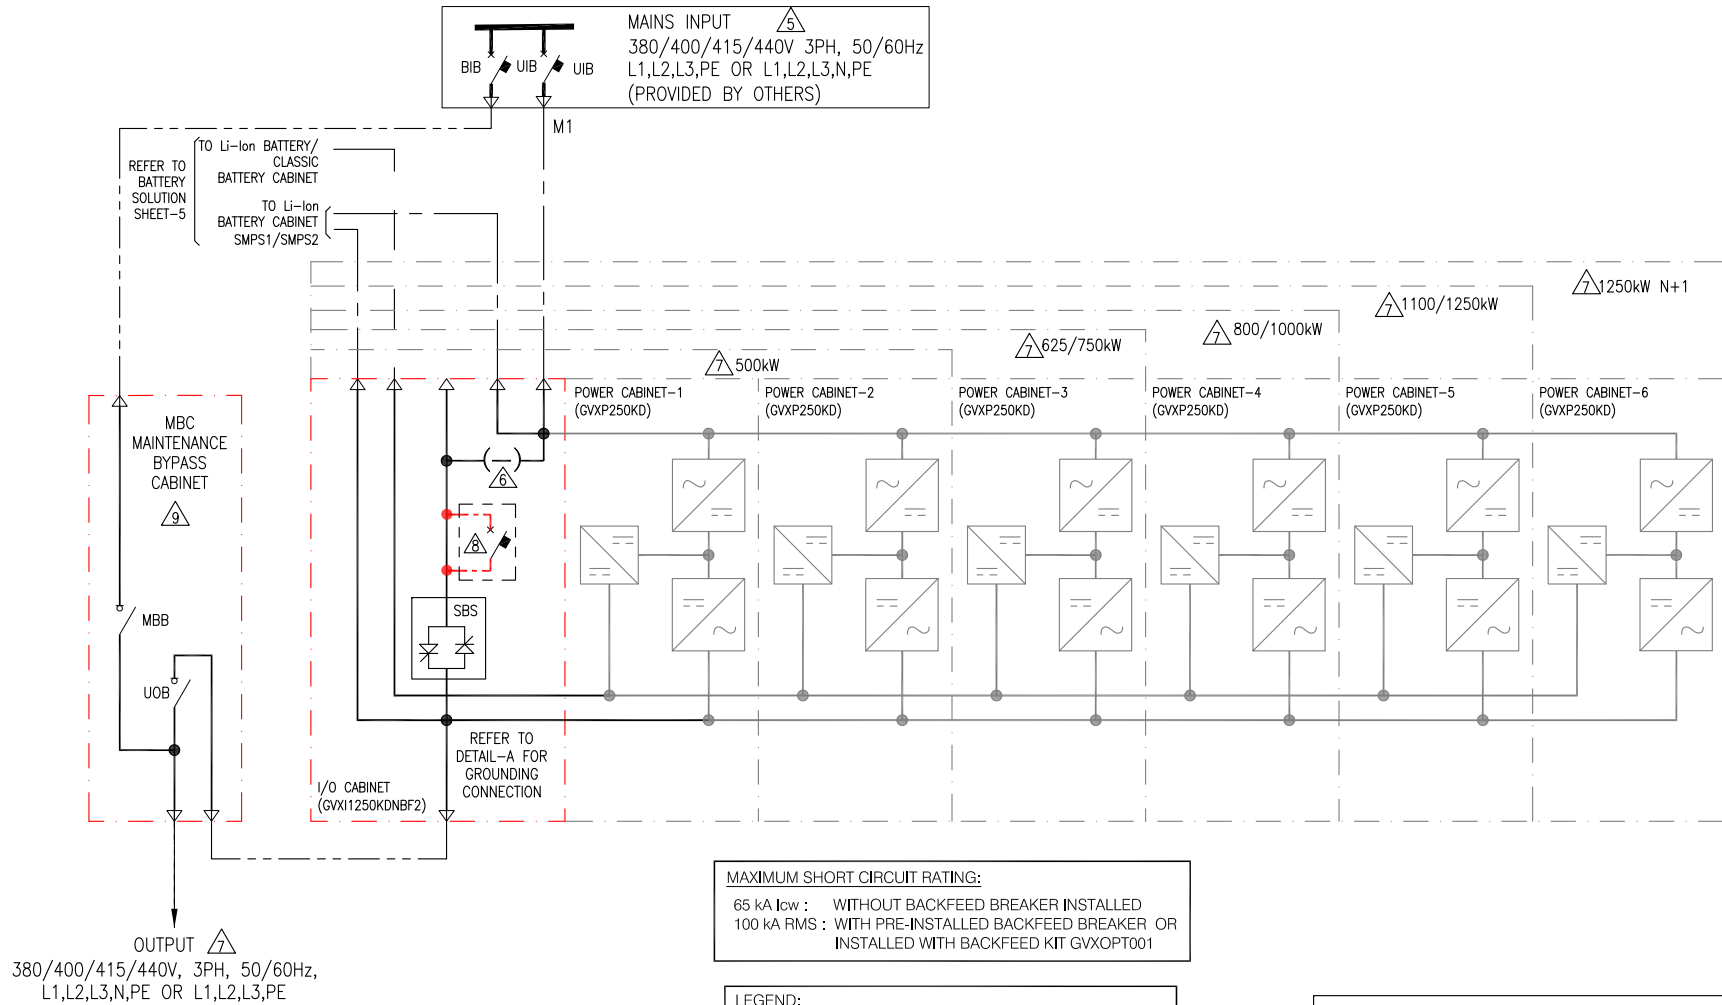 MAINS INPUT 5
380/400/415/440V 3PH, 50/60Hz
L1,L2,L3,PE OR L1,L2,L3,N,PE
(PROVIDED BY OTHERS)
BIB
UIB
UIB
M1
REFER TO
BATTERY
SOLUTION
SHEET-5
TO Li-Ion BATTERY/
CLASSIC
BATTERY CABINET
TO Li-Ion
BATTERY CABINET
SMPS1/SMPS2
7 1250kW N+1
7 1100/1250kW
7 800/1000kW
7 625/750kW
7 500kW
POWER CABINET-1
(GVXP250KD)
POWER CABINET-2
(GVXP250KD)
POWER CABINET-3
(GVXP250KD)
POWER CABINET-4
(GVXP250KD)
POWER CABINET-5
(GVXP250KD)
POWER CABINET-6
(GVXP250KD)
MBC
MAINTENANCE
BYPASS
CABINET
9
6
8
SBS
MBB
UOB
REFER TO
DETAIL-A FOR
GROUNDING
CONNECTION
I/O CABINET
(GVXI1250KDNBF2)
OUTPUT 7
380/400/415/440V, 3PH, 50/60Hz,
L1,L2,L3,N,PE OR L1,L2,L3,PE
MAXIMUM SHORT CIRCUIT RATING:
65 kA Icw : WITHOUT BACKFEED BREAKER INSTALLED
100 kA RMS : WITH PRE-INSTALLED BACKFEED BREAKER OR
INSTALLED WITH BACKFEED KIT GVXOPT001
LEGEND: